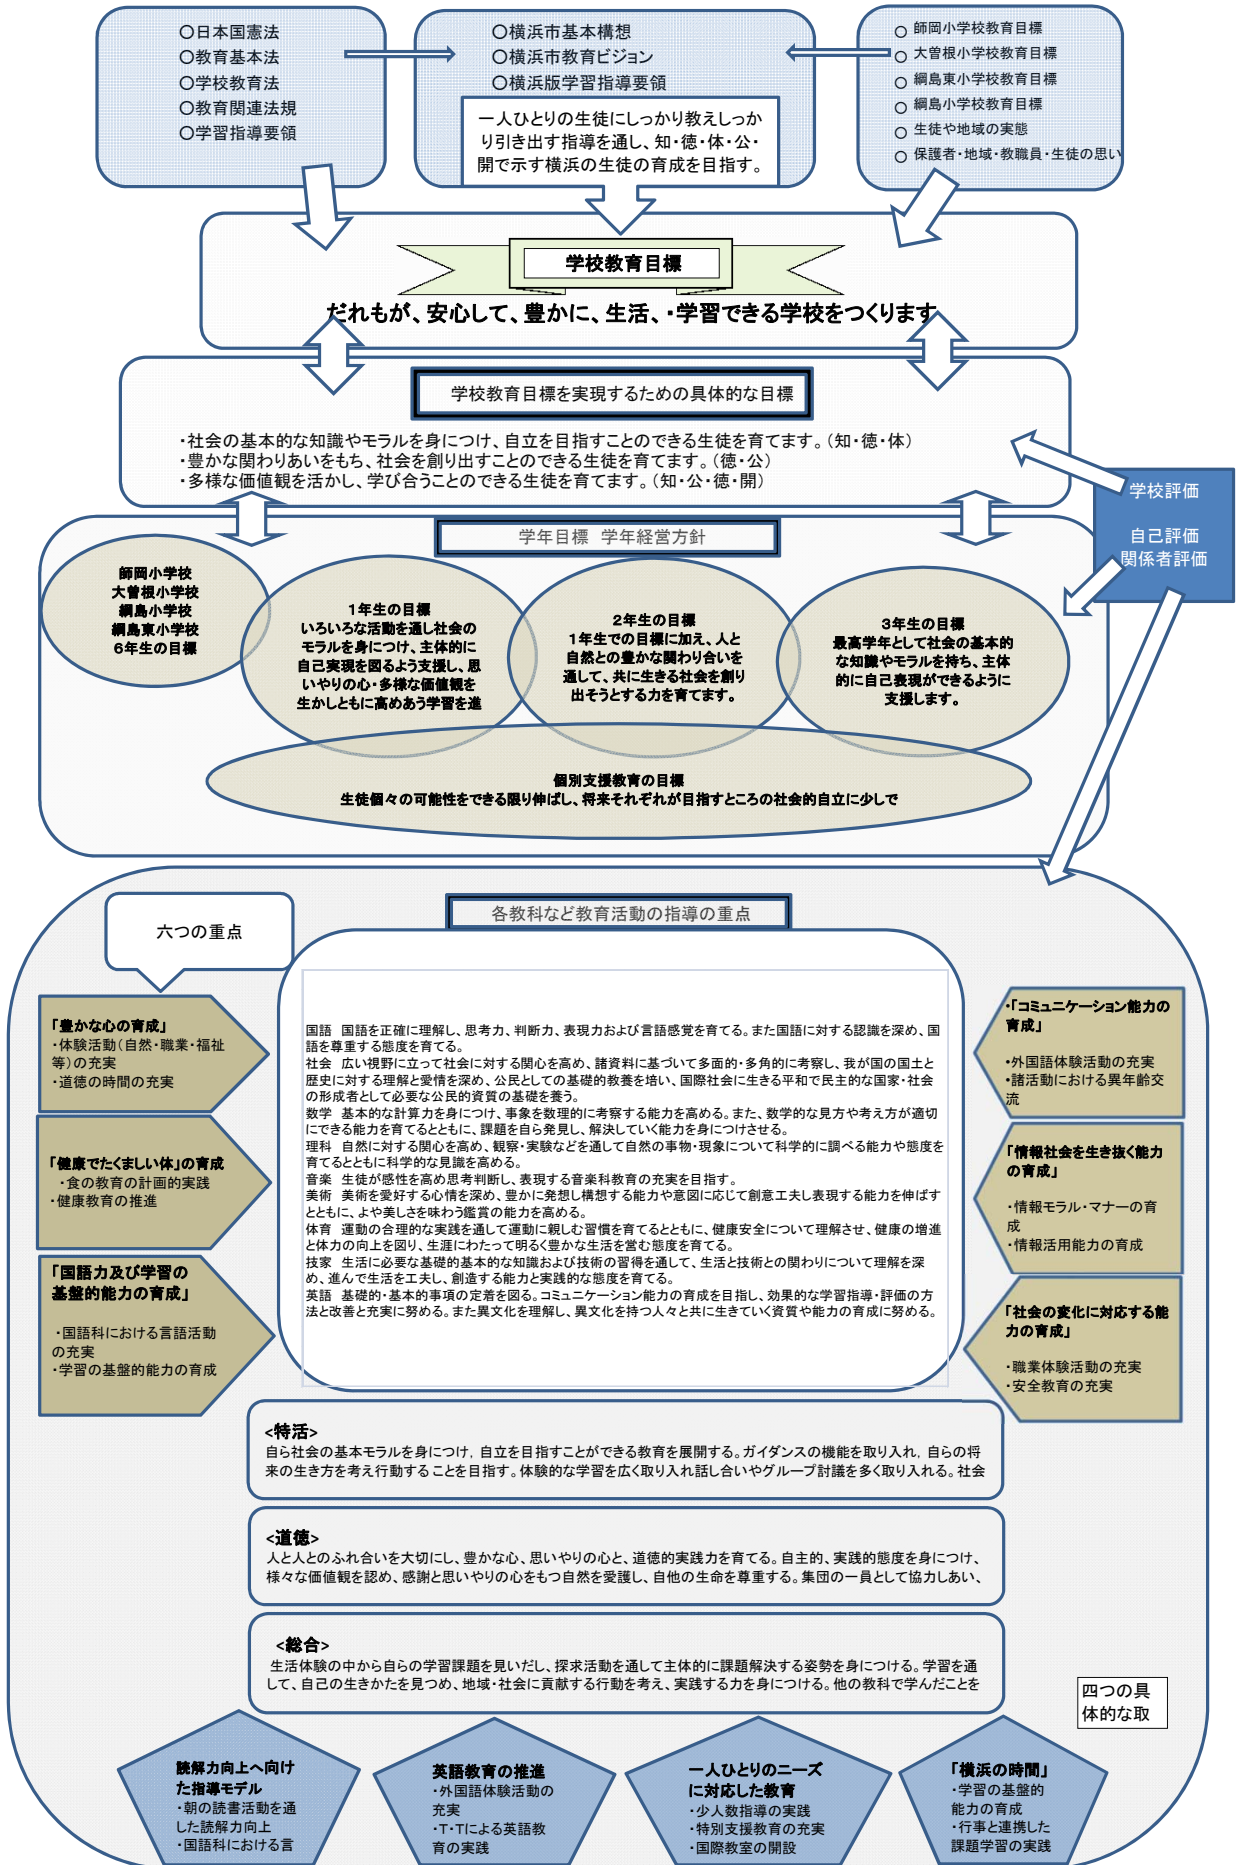 ○日本国憲法
○教育基本法
○学校教育法
○教育関連法規
○学習指導要領
○横浜市基本構想
○横浜市教育ビジョン
○横浜版学習指導要領
一人ひとりの生徒にしっかり教えしっか
り引き出す指導を通し、知・徳・体・公・
開で示す横浜の生徒の育成を目指す。
○ 師岡小学校教育目標
○ 大曽根小学校教育目標
○ 綱島東小学校教育目標
○ 綱島小学校教育目標
○ 生徒や地域の実態
○ 保護者・地域・教職員・生徒の思い
学校教育目標
だれもが、安心して、豊かに、生活、・学習できる学校をつくります
学校教育目標を実現するための具体的な目標
・社会の基本的な知識やモラルを身につけ、自立を目指すことのできる生徒を育てます。（知・徳・体）
・豊かな関わりあいをもち、社会を創り出すことのできる生徒を育てます。（徳・公）
・多様な価値観を活かし、学び合うことのできる生徒を育てます。（知・公・徳・開）
学校評価
自己評価
関係者評価
学年目標 学年経営方針
師岡小学校
大曽根小学校
綱島小学校
綱島東小学校
６年生の目標
１年生の目標
いろいろな活動を通し社会の
モラルを身につけ、主体的に
自己実現を図るよう支援し、思
いやりの心・多様な価値観を
生かしともに高めあう学習を進
２年生の目標
１年生での目標に加え、人と
自然との豊かな関わり合いを
通して、共に生きる社会を創り
出そうとする力を育てます。
３年生の目標
最高学年として社会の基本的
な知識やモラルを持ち、主体
的に自己表現ができるように
支援します。
個別支援教育の目標
生徒個々の可能性をできる限り伸ばし、将来それぞれが目指すところの社会的自立に少しで
各教科など教育活動の指導の重点
六つの重点
「豊かな心の育成」
・体験活動（自然・職業・福祉
等）の充実
・道徳の時間の充実
「健康でたくましい体」の育成
・食の教育の計画的実践
・健康教育の推進
「国語力及び学習の
基盤的能力の育成」
・国語科における言語活動
の充実
・学習の基盤的能力の育成
国語 国語を正確に理解し、思考力、判断力、表現力および言語感覚を育てる。また国語に対する認識を深め、国
語を尊重する態度を育てる。
社会 広い視野に立って社会に対する関心を高め、諸資料に基づいて多面的・多角的に考察し、我が国の国土と
歴史に対する理解と愛情を深め、公民としての基礎的教養を培い、国際社会に生きる平和で民主的な国家・社会
の形成者として必要な公民的資質の基礎を養う。
数学 基本的な計算力を身につけ、事象を数理的に考察する能力を高める。また、数学的な見方や考え方が適切
にできる能力を育てるとともに、課題を自ら発見し、解決していく能力を身につけさせる。
理科 自然に対する関心を高め、観察・実験などを通して自然の事物・現象について科学的に調べる能力や態度を
育てるとともに科学的な見識を高める。
音楽 生徒が感性を高め思考判断し、表現する音楽科教育の充実を目指す。
美術 美術を愛好する心情を深め、豊かに発想し構想する能力や意図に応じて創意工夫し表現する能力を伸ばす
とともに、よや美しさを味わう鑑賞の能力を高める。
体育 運動の合理的な実践を通して運動に親しむ習慣を育てるとともに、健康安全について理解させ、健康の増進
と体力の向上を図り、生涯にわたって明るく豊かな生活を営む態度を育てる。
技家 生活に必要な基礎的基本的な知識および技術の習得を通して、生活と技術との関わりについて理解を深
め、進んで生活を工夫し、創造する能力と実践的な態度を育てる。
英語 基礎的・基本的事項の定着を図る。コミュニケーション能力の育成を目指し、効果的な学習指導・評価の方
法と改善と充実に努める。また異文化を理解し、異文化を持つ人々と共に生きていく資質や能力の育成に努める。
・「コミュニケーション能力の
育成」
・外国語体験活動の充実
・諸活動における異年齢交
流
「情報社会を生き抜く能力
の育成」
・情報モラル・マナーの育
成
・情報活用能力の育成
「社会の変化に対応する能
力の育成」
・職業体験活動の充実
・安全教育の充実
<特活>
自ら社会の基本モラルを身につけ，自立を目指すことができる教育を展開する。ガイダンスの機能を取り入れ，自らの将
来の生き方を考え行動することを目指す。体験的な学習を広く取り入れ話し合いやグループ討議を多く取り入れる。社会
<道徳>
人と人とのふれ合いを大切にし、豊かな心、思いやりの心と、道徳的実践力を育てる。自主的、実践的態度を身につけ、
様々な価値観を認め、感謝と思いやりの心をもつ自然を愛護し、自他の生命を尊重する。集団の一員として協力しあい、
<総合>
生活体験の中から自らの学習課題を見いだし、探求活動を通して主体的に課題解決する姿勢を身につける。学習を通
して、自己の生きかたを見つめ、地域・社会に貢献する行動を考え、実践する力を身につける。他の教科で学んだことを
四つの具
体的な取
読解力向上へ向け
た指導モデル
・朝の読書活動を通
した読解力向上
・国語科における言
英語教育の推進
・外国語体験活動の
充実
・Ｔ・Ｔによる英語教
育の実践
一人ひとりのニーズ
に対応した教育
・少人数指導の実践
・特別支援教育の充実
・国際教室の開設
「横浜の時間」
・学習の基盤的
能力の育成
・行事と連携した
課題学習の実践